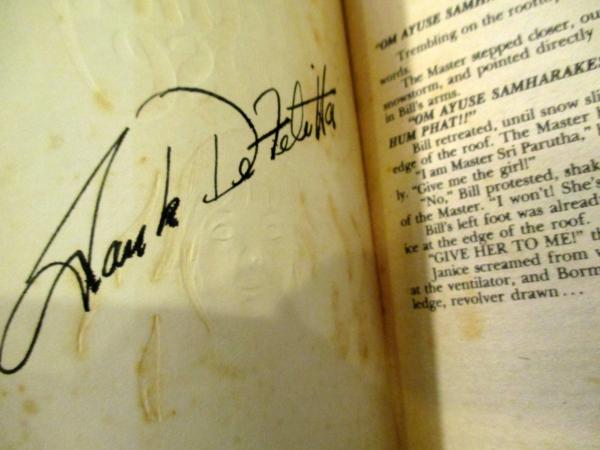 Frank De Felitta
"OM AYUSE SAMHA
Trembling on the roofto
words.
The Master stepped closer, ou
snowstorm, and pointed directly
in Bill's arms.
"OM AYUSE SAMHARAKE
HUM PHAT!!"
Bill retreated, until snow sli
edge of the roof. The Master
"I am Master Sri Parutha,"
ly. "Give me the girl!"
"No," Bill protested, shak
of the Master. "I won't! She's
Bill's left foot was alread
ice at the edge of the roof.
"GIVE HER TO ME!" th
Janice screamed from
at the ventilator, and Borm
ledge, revolver drawn ...